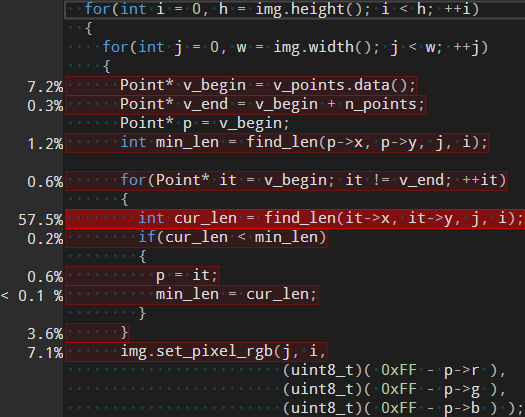 for(int i = 0, h = img.height(); i < h; ++i)
{
for(int j = 0, w = img.width(); j < w; ++j)
{
7.2% Point* v_begin = v_points.data();
0.3% Point* v_end = v_begin + n_points;
Point* p = v_begin;
1.2% int min_len = find_len(p->x, p->y, j, i);
0.6% for(Point* it = v_begin; it != v_end; ++it)
{
57.5% int cur_len = find_len(it->x, it->y, j, i);
0.2% if(cur_len < min_len)
{
0.6% p = it;
< 0.1 % min_len = cur_len;
}
3.6% }
7.1% img.set_pixel_rgb(j, i,
(uint8_t)( 0xFF - p->r ),
(uint8_t)( 0xFF - p->g ),
(uint8_t)( 0xFF - p->b ) );